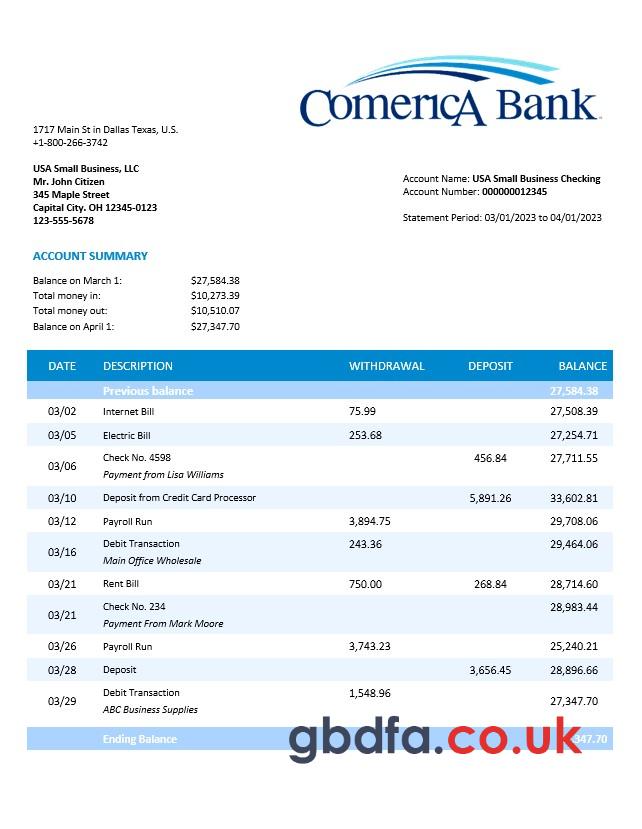 Comerica Bank
1717 Main St in Dallas Texas, U.S.
+1-800-266-3742
USA Small Business, LLC
Mr. John Citizen
345 Maple Street
Capital City. OH 12345-0123
123-555-5678
Account Name: USA Small Business Checking
Account Number: 000000012345
Statement Period: 03/01/2023 to 04/01/2023
ACCOUNT SUMMARY
Balance on March 1: $27,584.38
Total money in: $10,273.39
Total money out: $10,510.07
Balance on April 1: $27,347.70
DATE DESCRIPTION WITHDRAWAL DEPOSIT BALANCE
Previous balance 27,584.38
03/02 Internet Bill 75.99 27,508.39
03/05 Electric Bill 253.68 27,254.71
03/06 Check No. 4598 456.84 27,711.55
Payment from Lisa Williams
03/10 Deposit from Credit Card Processor 5,891.26 33,602.81
03/12 Payroll Run 3,894.75 29,708.06
03/16 Debit Transaction 243.36 29,464.06
Main Office Wholesale
03/21 Rent Bill 750.00 268.84 28,714.60
03/21 Check No. 234 28,983.44
Payment From Mark Moore
03/26 Payroll Run 3,743.23 25,240.21
03/28 Deposit 3,656.45 28,896.66
03/29 Debit Transaction 1,548.96 27,347.70
ABC Business Supplies
Ending Balance 347.70
gbdfa.co.uk